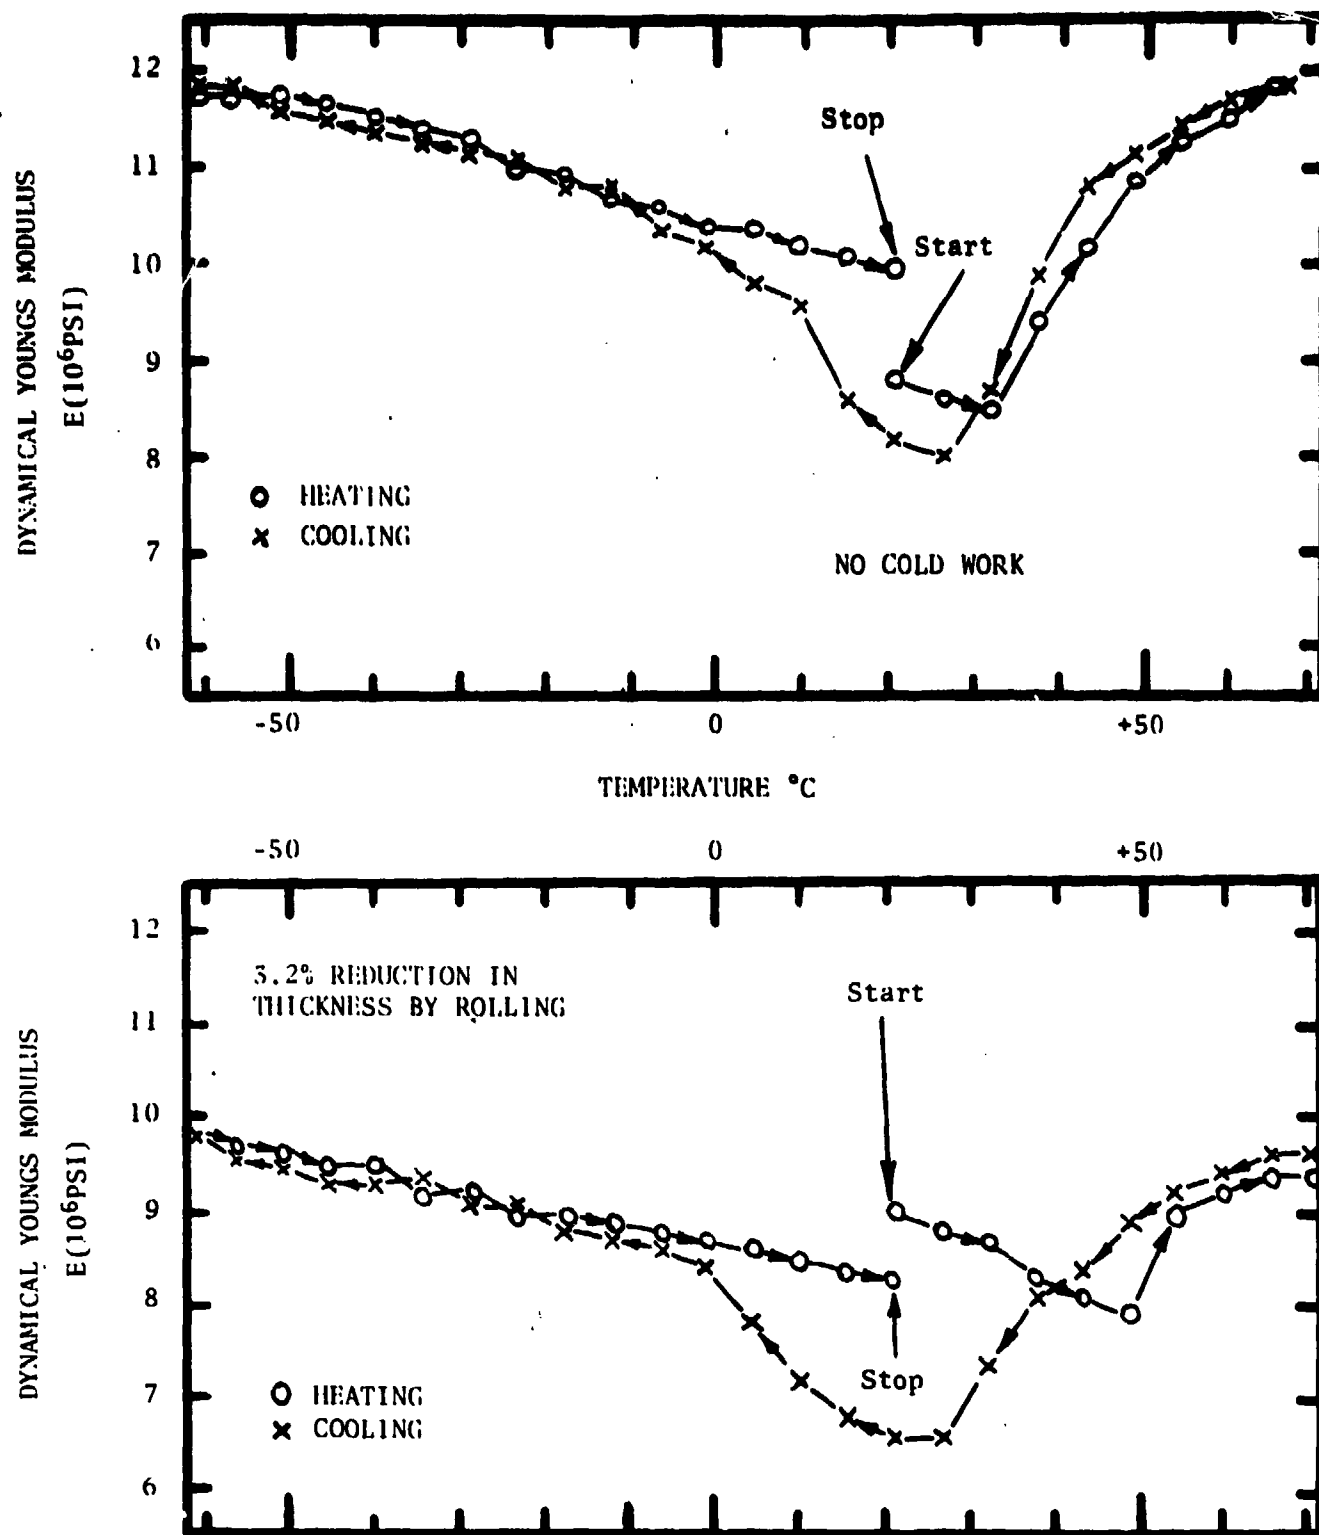 12
11
10
9
8
7
6
DYNAMICAL YOUNGS MODULUS
E(10⁶PSI)
Stop
Start
O HEATING
x COOLING
NO COLD WORK
-50 0 +50
TEMPERATURE °C
-50 0 +50
12
11
10
9
8
7
6
DYNAMICAL YOUNGS MODULUS
E(10⁶PSI)
REDUCTION IN
THICKNESS BY ROLLING
Start
Stop
O HEATING
x COOLING